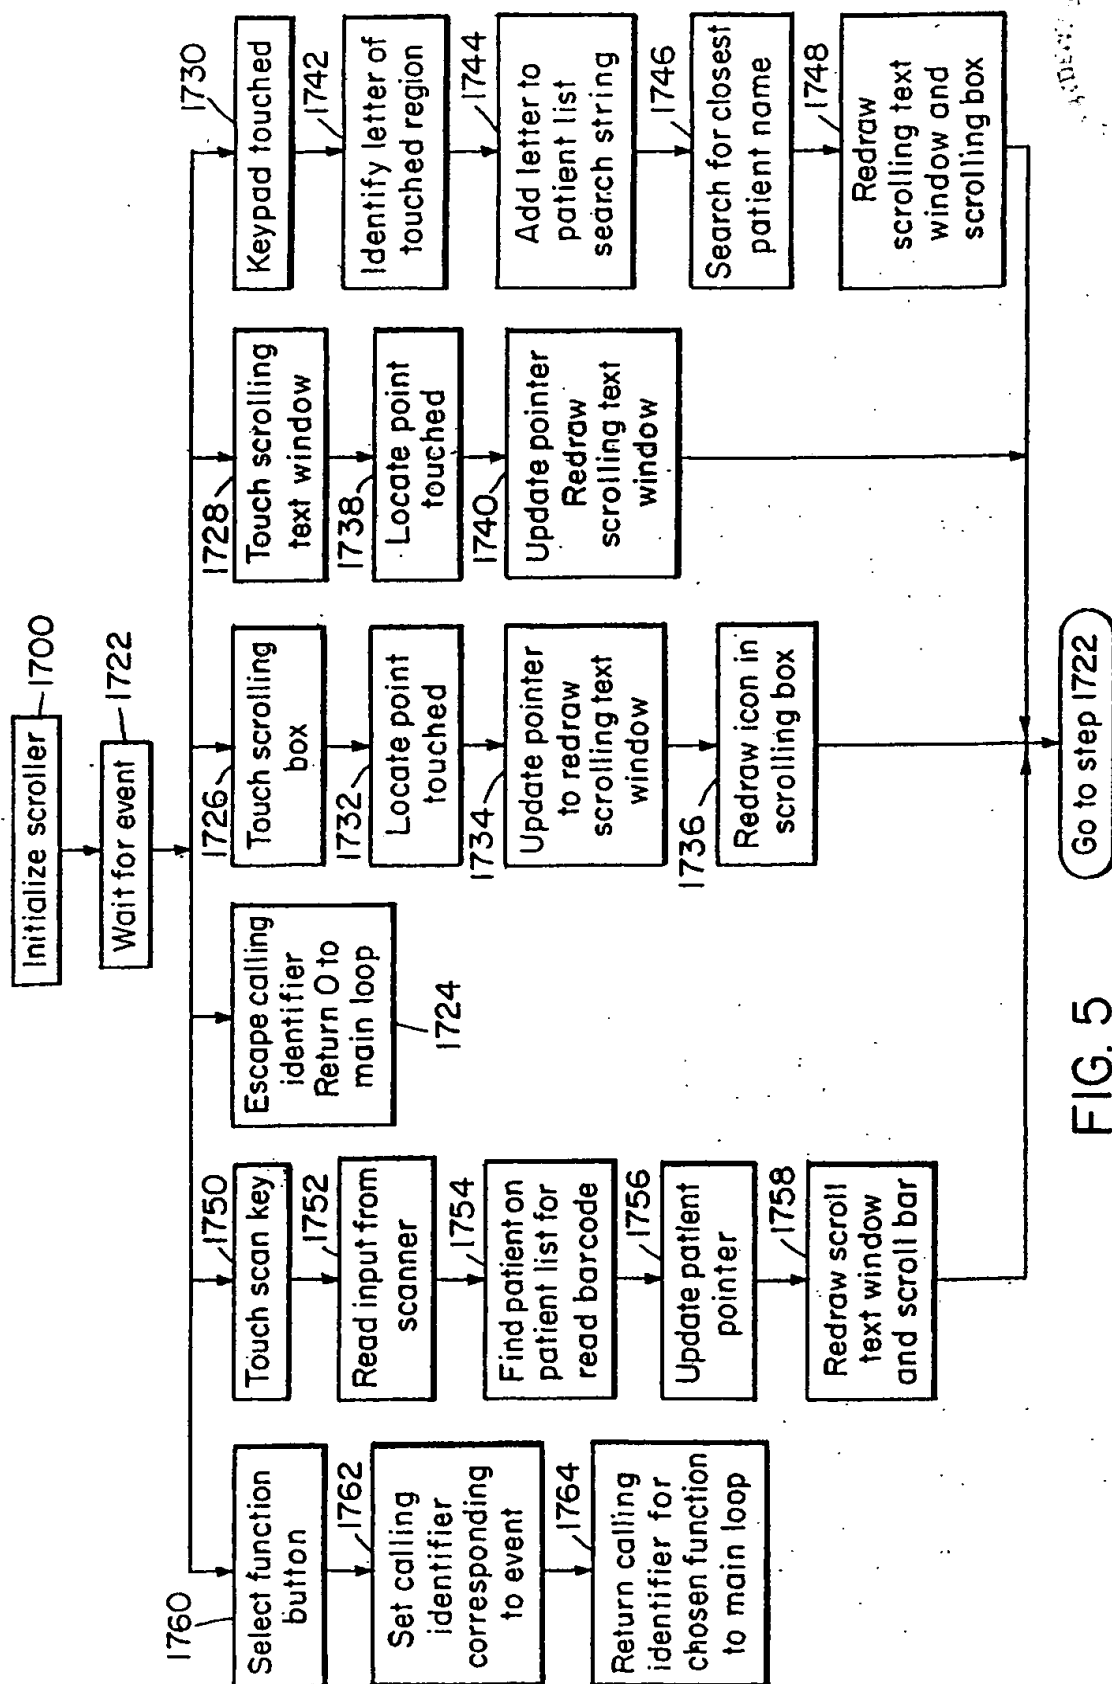 Initialize scroller
1700
Wait for event
1722
1760
Select function
button
1762
Set calling
identifier
corresponding
to event
1764
Return calling
identifier for
chosen function
to main loop
1750
Touch scan key
1752
Read input from
scanner
1754
Find patient on
patient list for
read barcode
1756
Update patient
pointer
1758
Redraw scroll
text window
and scroll bar
Escape calling
identifier
Return 0 to
main loop
1724
1726
Touch scrolling
box
1732
Locate point
touched
1734
Update pointer
to redraw
scrolling text
window
1736
Redraw icon in
scrolling box
1728
Touch scrolling
text window
1738
Locate point
touched
1740
Update pointer
Redraw
scrolling text
window
1730
Keypad touched
1742
Identify letter of
touched region
1744
Add letter to
patient list
search string
1746
Search for closest
patient name
1748
Redraw
scrolling text
window and
scrolling box
Go to step 1722
FIG. 5